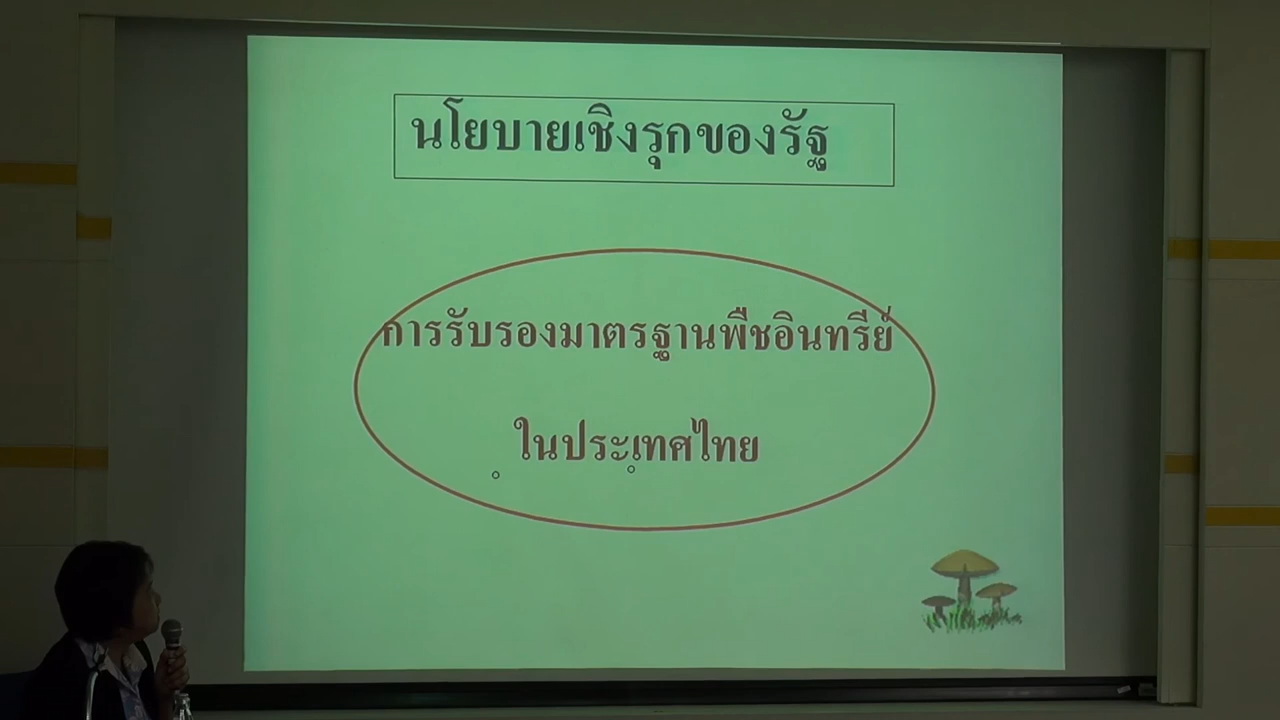 นโยบายเชิงรุกของรัฐ
การรับรองมาตรฐานพืชอินทรีย์
ในประเทศไทย